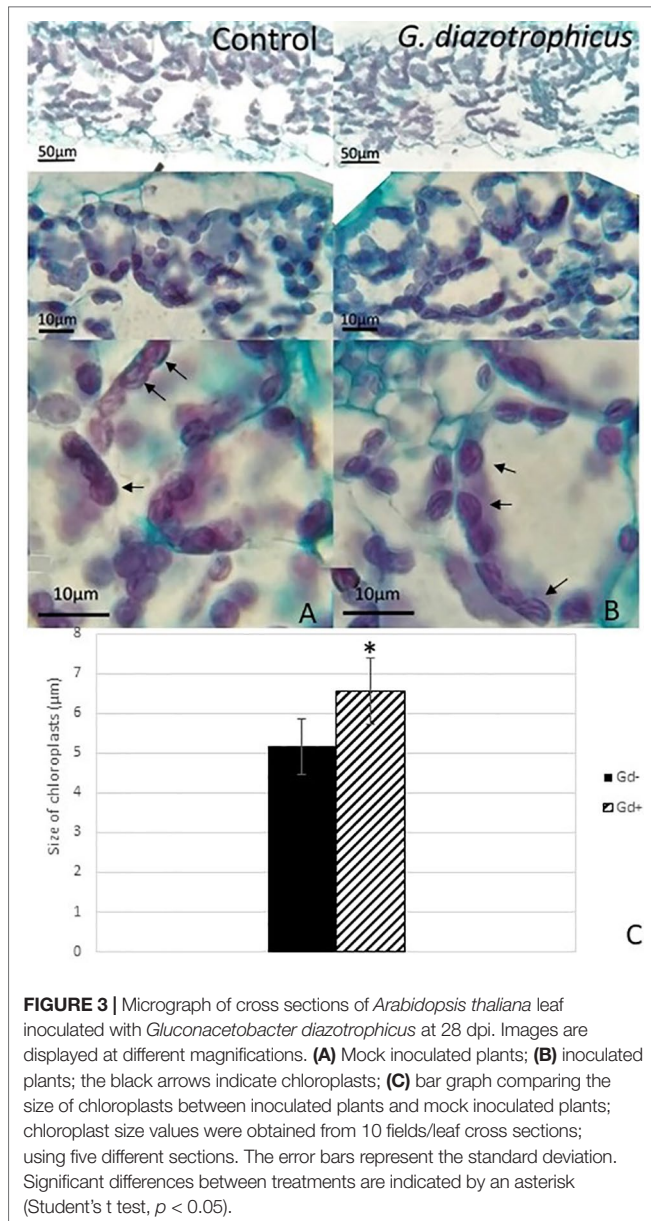 Control
G. diazotrophicus
50µm
50µm
10µm
10µm
10µm
A
10µm
B
8
7
6
5
4
3
2
1
0
Size of chloroplasts (µm)
*
Gd-
Gd+
C
FIGURE 3 | Micrograph of cross sections of Arabidopsis thaliana leaf
inoculated with Gluconacetobacter diazotrophicus at 28 dpi. Images are
displayed at different magnifications. (A) Mock inoculated plants; (B) inoculated
plants; the black arrows indicate chloroplasts; (C) bar graph comparing the
size of chloroplasts between inoculated plants and mock inoculated plants;
chloroplast size values were obtained from 10 fields/leaf cross sections;
using five different sections. The error bars represent the standard deviation.
Significant differences between treatments are indicated by an asterisk
(Student's t test, p < 0.05).